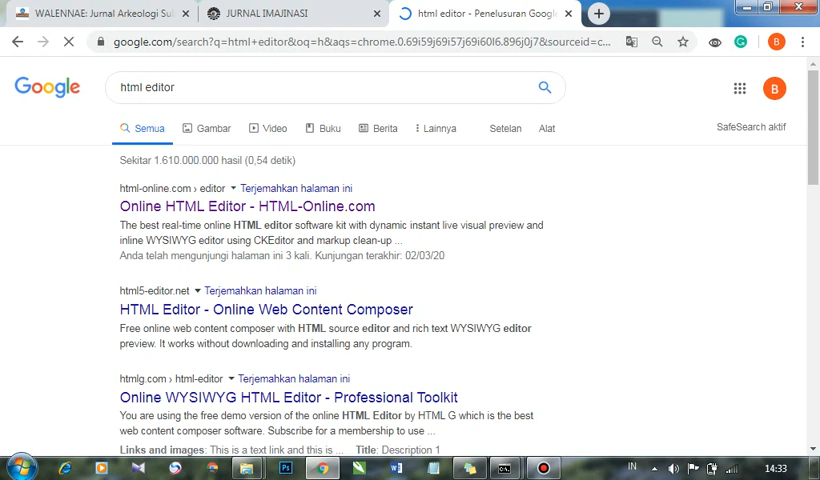 WALENNAE: Jurnal Arkeologi Sul
JURNAL IMAJINASI
html editor - Penelusuran Google
google.com/search?q=html+editor&oq=h&aqs=chrome.0.69i59j69i57j69i60l6.896j0j7&sourceid=c...
B
Google
html editor
B
Semua
Gambar
Video
Buku
Berita
Lainnya
Setelan
Alat
SafeSearch aktif
Sekitar 1.610.000.000 hasil (0,54 detik)
html-online.com › editor ▼ Terjemahkan halaman ini
Online HTML Editor - HTML-Online.com
The best real-time online HTML editor software kit with dynamic instant live visual preview and
inline WYSIWYG editor using CKEditor and markup clean-up ...
Anda telah mengunjungi halaman ini 3 kali. Kunjungan terakhir: 02/03/20
html5-editor.net ▼ Terjemahkan halaman ini
HTML Editor - Online Web Content Composer
Free online web content composer with HTML source editor and rich text WYSIWYG editor
preview. It works without downloading and installing any program.
htmlg.com › html-editor ▼ Terjemahkan halaman ini
Online WYSIWYG HTML Editor - Professional Toolkit
You are using the free demo version of the online HTML Editor by HTML G which is the best
web content composer software. Subscribe for a membership to use ...
Links and images: This is a text link and this is ... Title: Description 1
Ps
IN
14:33